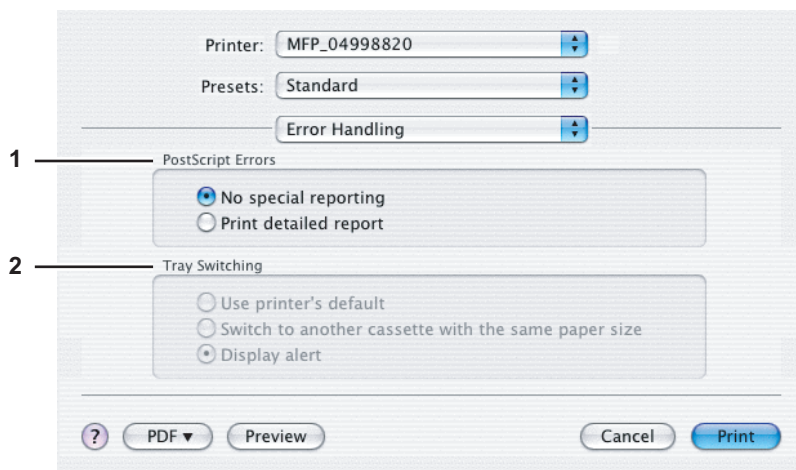 Printer: MFP_04998820
Presets: Standard
Error Handling
1 PostScript Errors
No special reporting
Print detailed report
2 Tray Switching
Use printer's default
Switch to another cassette with the same paper size
Display alert
? PDF ▼ Preview Cancel Print